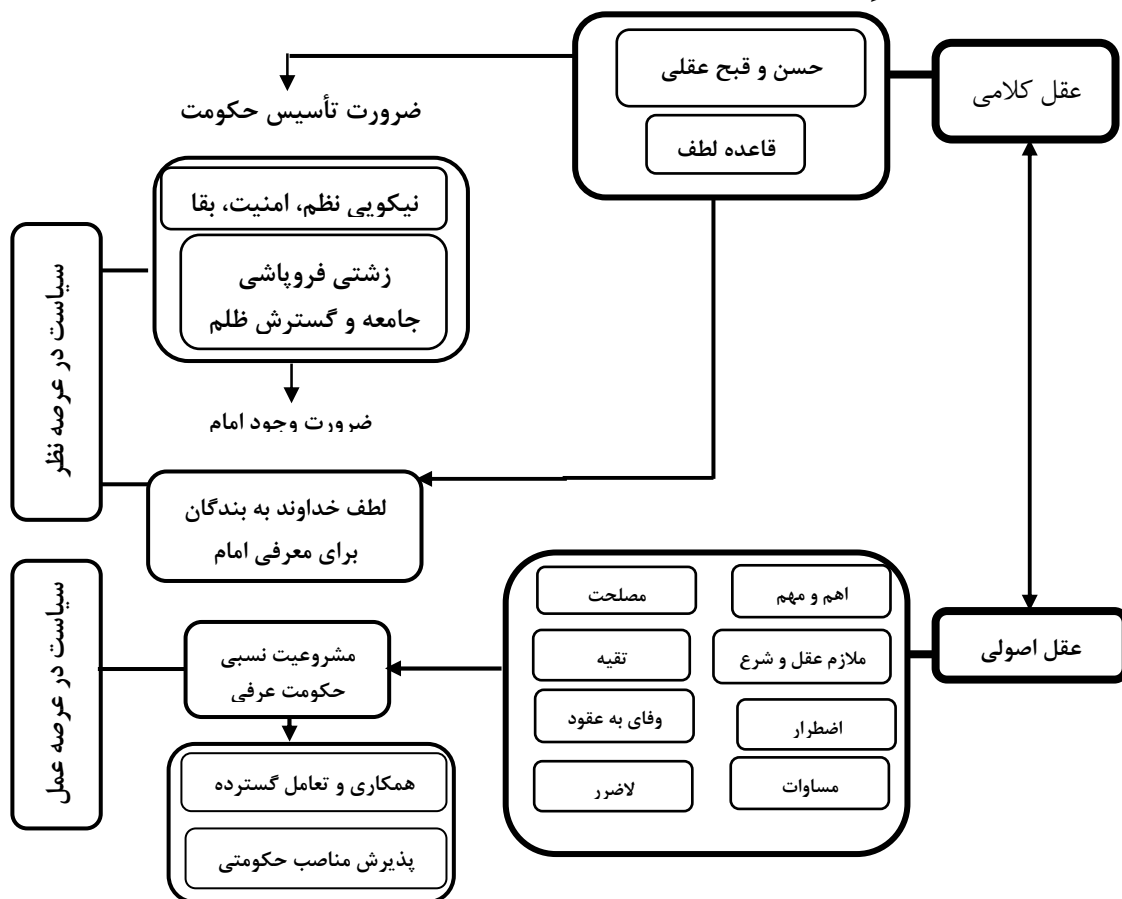 عقل کلامی
حسن و قبح عقلی
قاعده لطف
ضرورت تأسیس حکومت
نیکویی نظم، امنیت، بقا
زشتی فروپاشی
جامعه و گسترش ظلم
ضرورت وجود امام
لطف خداوند به بندگان
برای معرفی امام
سیاست در عرصه نظر
عقل اصولی
اهم و مهم
مصلحت
ملازم عقل و شرع
تقیه
اضطرار
وفای به عقود
مساوات
لاضرر
مشروعیت نسبی
حکومت عرفی
همکاری و تعامل گسترده
پذیرش مناصب حکومتی
سیاست در عرصه عمل